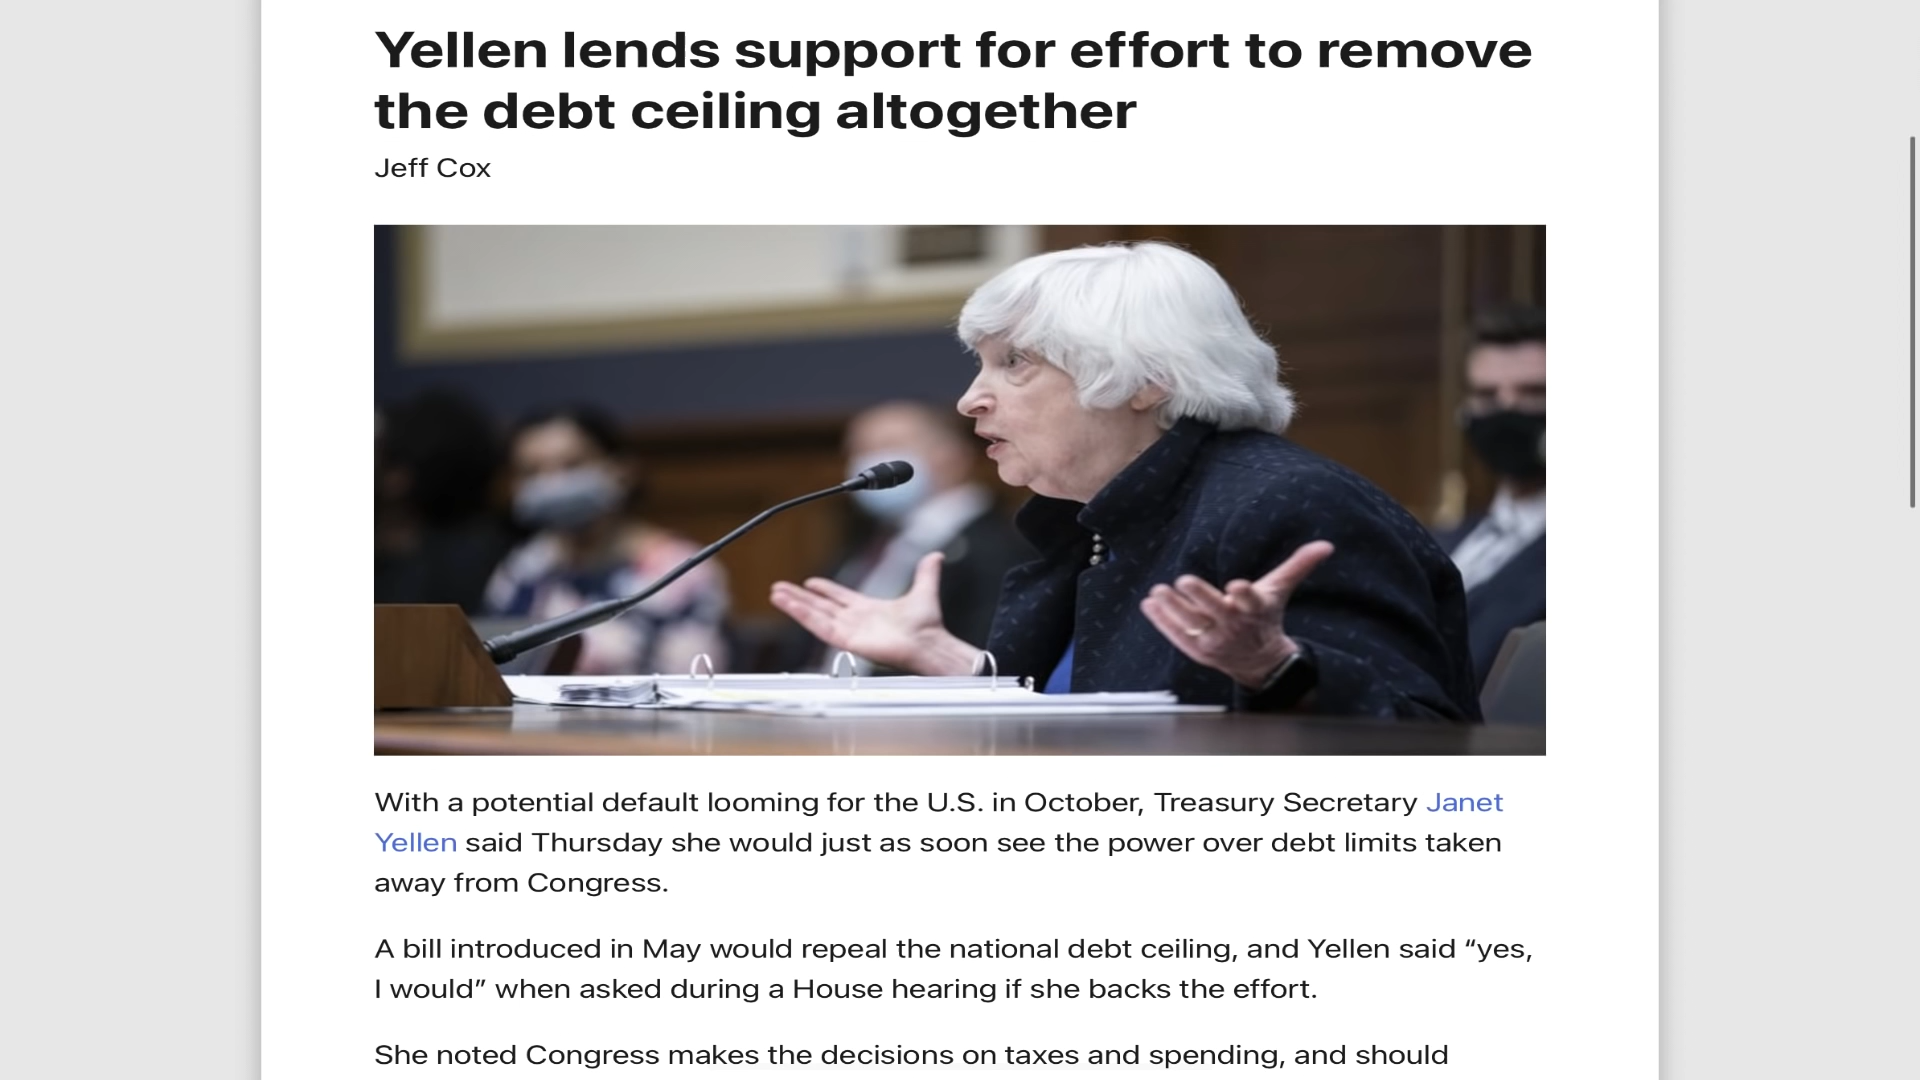 Yellen lends support for effort to remove
the debt ceiling altogether
Jeff Cox
With a potential default looming for the U.S. in October, Treasury Secretary Janet
Yellen said Thursday she would just as soon see the power over debt limits taken
away from Congress.
A bill introduced in May would repeal the national debt ceiling, and Yellen said “yes,
I would” when asked during a House hearing if she backs the effort.
She noted Congress makes the decisions on taxes and spending, and should